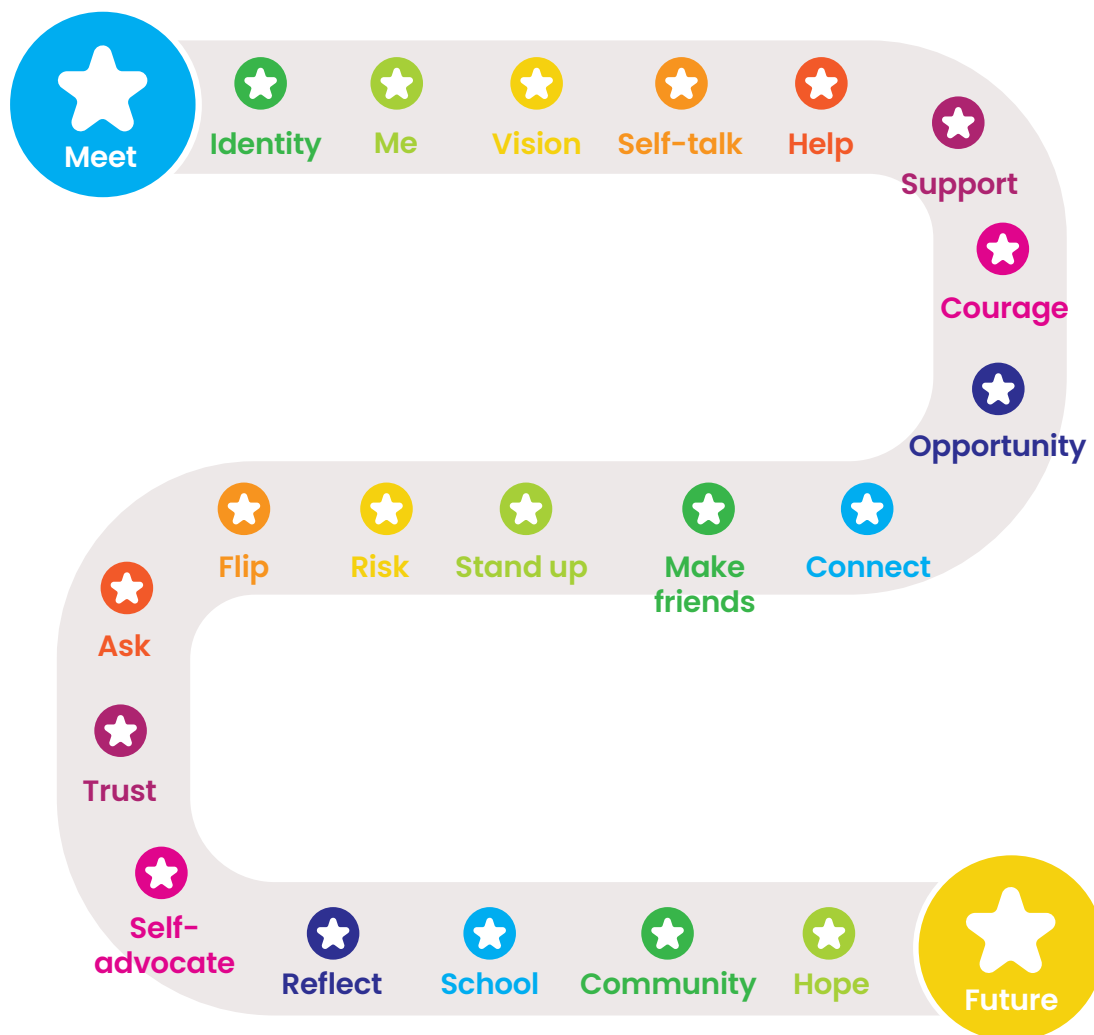 Meet
Identity
Me
Vision
Self-talk
Help
Support
Courage
Opportunity
Connect
Make
friends
Stand up
Risk
Flip
Ask
Trust
Self-
advocate
Reflect
School
Community
Hope
Future